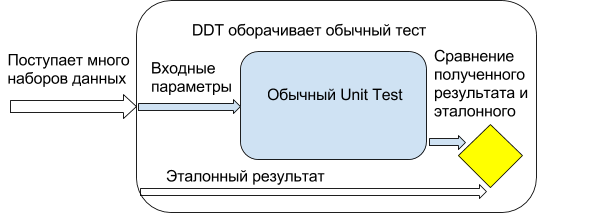 DDT оборачивает обычный тест
Поступает много
наборов данных
Входные
параметры
Обычный Unit Test
Сравнение
полученного
результата и
эталонного
Эталонный результат